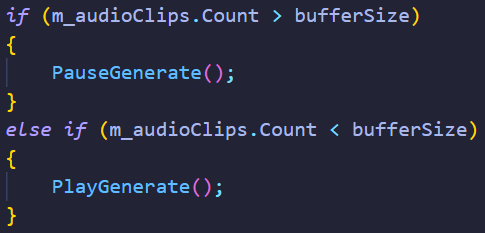 if (m_audioClips.Count > bufferSize)
{
    PauseGenerate();
}
else if (m_audioClips.Count < bufferSize)
{
    PlayGenerate();
}